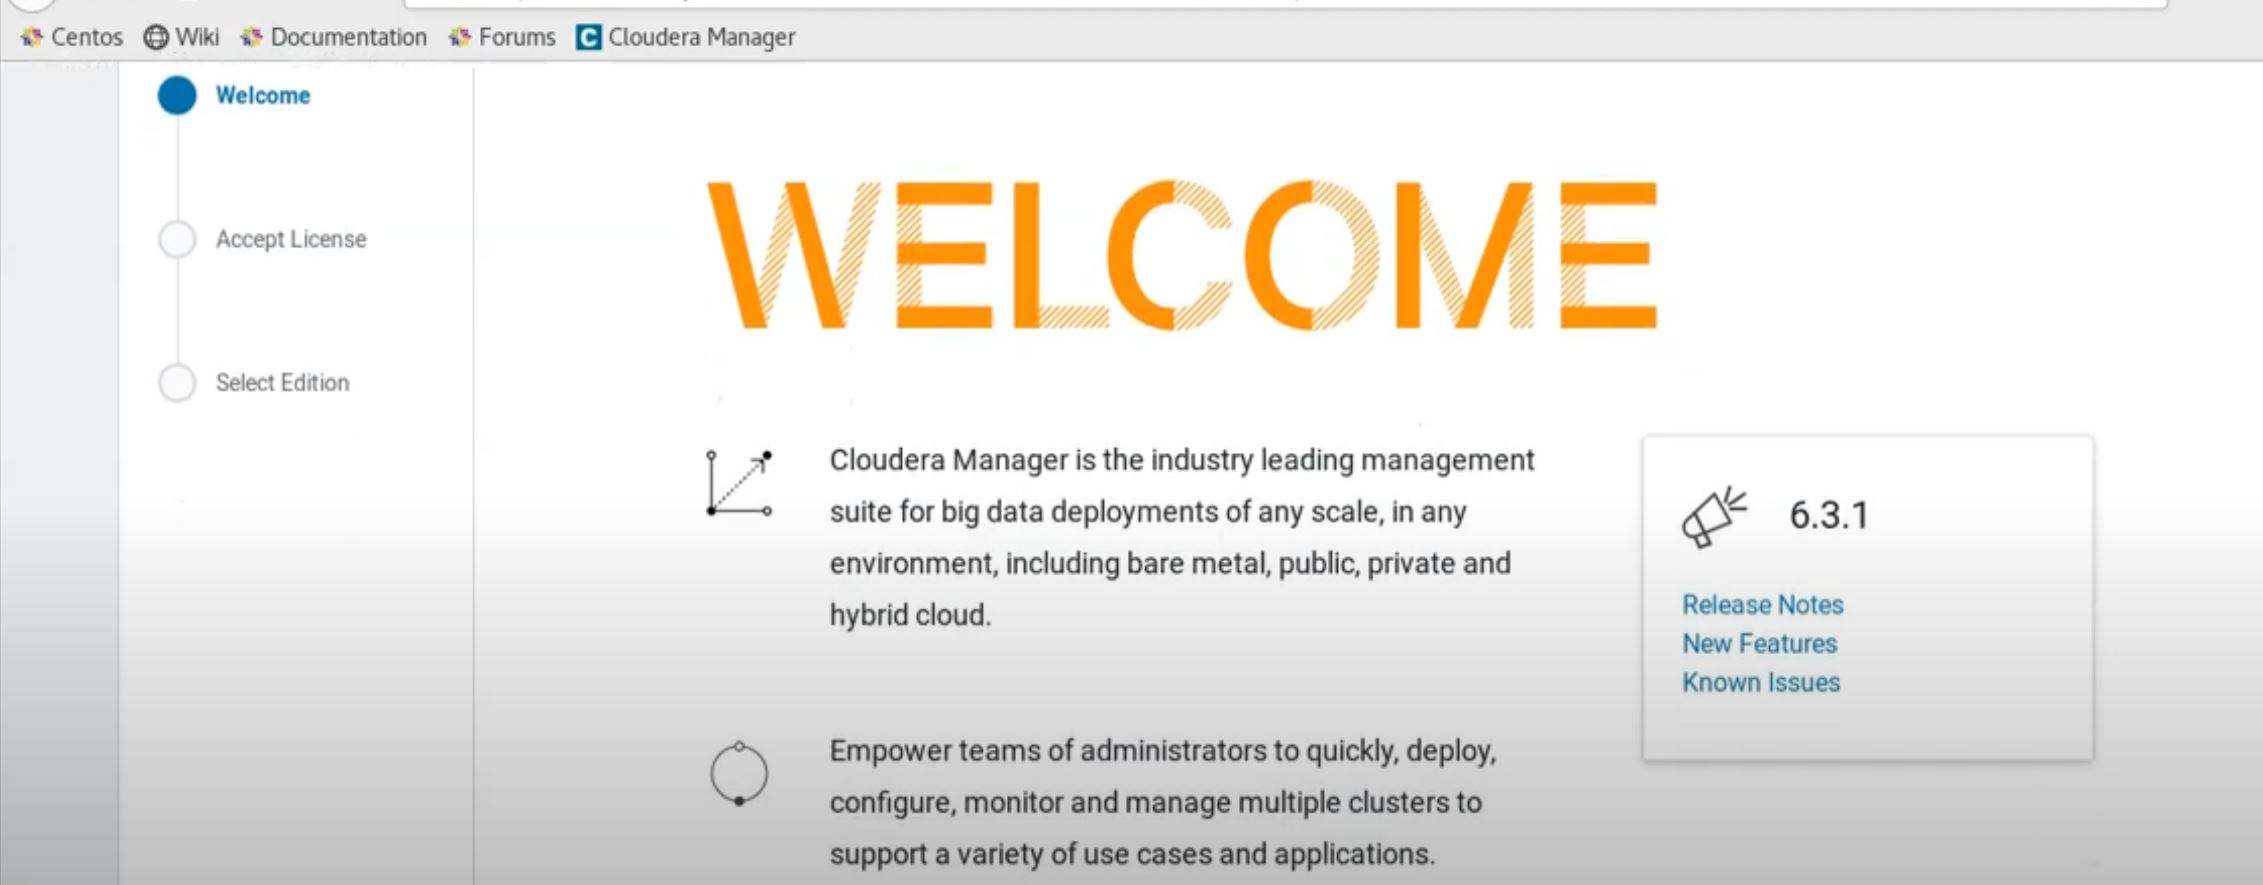 Centos Wiki Documentation Forums C Cloudera Manager
Welcome
Accept License
Select Edition
WELCOME
Cloudera Manager is the industry leading management
suite for big data deployments of any scale, in any
environment, including bare metal, public, private and
hybrid cloud.
6.3.1
Release Notes
New Features
Known Issues
Empower teams of administrators to quickly, deploy,
configure, monitor and manage multiple clusters to
support a variety of use cases and applications.